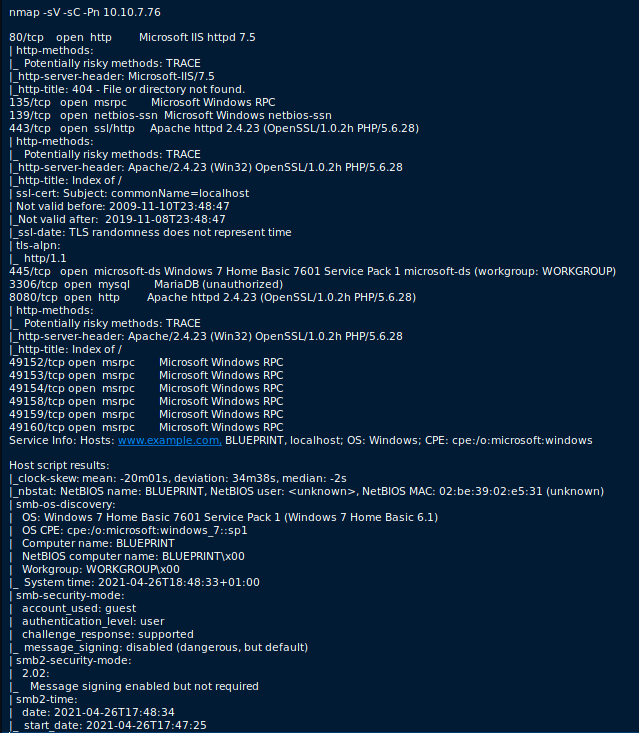 nmap -sV -sC -Pn 10.10.7.76
80/tcp open http Microsoft IIS httpd 7.5
| http-methods:
|_ Potentially risky methods: TRACE
|_http-server-header: Microsoft-IIS/7.5
|_http-title: 404 - File or directory not found.
135/tcp open msrpc Microsoft Windows RPC
139/tcp open netbios-ssn Microsoft Windows netbios-ssn
443/tcp open ssl/http Apache httpd 2.4.23 (OpenSSL/1.0.2h PHP/5.6.28)
| http-methods:
|_ Potentially risky methods: TRACE
|_http-server-header: Apache/2.4.23 (Win32) OpenSSL/1.0.2h PHP/5.6.28
|_http-title: Index of /
| ssl-cert: Subject: commonName=localhost
| Not valid before: 2009-11-10T23:48:47
|_Not valid after: 2019-11-08T23:48:47
|_ssl-date: TLS randomness does not represent time
| tls-alpn:
|_ http/1.1
445/tcp open microsoft-ds Windows 7 Home Basic 7601 Service Pack 1 microsoft-ds (workgroup: WORKGROUP)
3306/tcp open mysql MariaDB (unauthorized)
8080/tcp open http Apache httpd 2.4.23 (OpenSSL/1.0.2h PHP/5.6.28)
| http-methods:
|_ Potentially risky methods: TRACE
|_http-server-header: Apache/2.4.23 (Win32) OpenSSL/1.0.2h PHP/5.6.28
|_http-title: Index of /
49152/tcp open msrpc Microsoft Windows RPC
49153/tcp open msrpc Microsoft Windows RPC
49154/tcp open msrpc Microsoft Windows RPC
49158/tcp open msrpc Microsoft Windows RPC
49159/tcp open msrpc Microsoft Windows RPC
49160/tcp open msrpc Microsoft Windows RPC
Service Info: Hosts: www.example.com, BLUEPRINT, localhost; OS: Windows; CPE: cpe:/o:microsoft:windows
Host script results:
|_clock-skew: mean: -20m01s, deviation: 34m38s, median: -2s
|_nbstat: NetBIOS name: BLUEPRINT, NetBIOS user: <unknown>, NetBIOS MAC: 02:be:39:02:e5:31 (unknown)
| smb-os-discovery:
| OS: Windows 7 Home Basic 7601 Service Pack 1 (Windows 7 Home Basic 6.1)
| OS CPE: cpe:/o:microsoft:windows_7::sp1
| Computer name: BLUEPRINT
| NetBIOS computer name: BLUEPRINT\x00
| Workgroup: WORKGROUP\x00
|_ System time: 2021-04-26T18:48:33+01:00
| smb-security-mode:
| account_used: guest
| authentication_level: user
| challenge_response: supported
|_ message_signing: disabled (dangerous, but default)
| smb2-security-mode:
| 2.02:
|_ Message signing enabled but not required
| smb2-time:
| date: 2021-04-26T17:48:34
|_ start_date: 2021-04-26T17:47:25